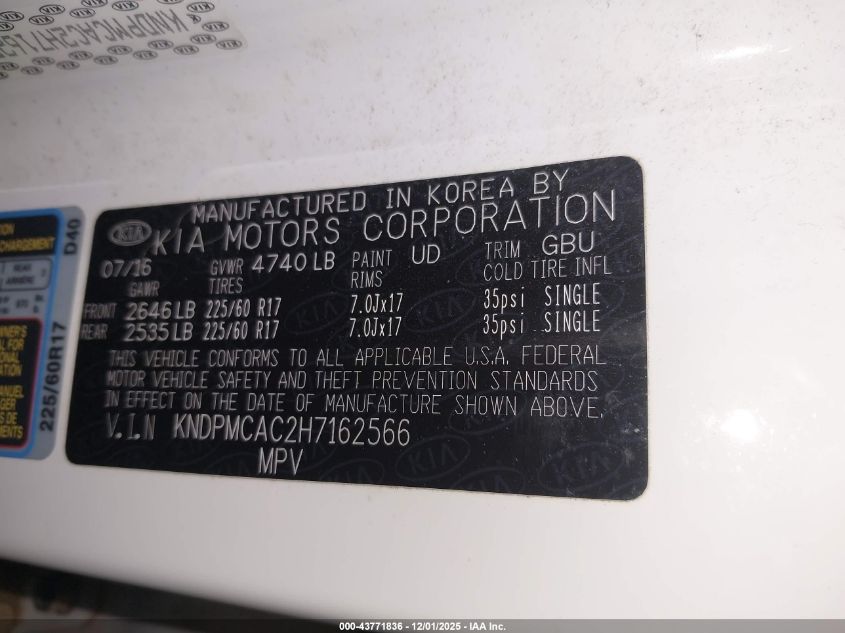 KNDPMCAC2H7162
KIA
MANUFACTURED IN KOREA BY
KIA MOTORS CORPORATION
07/16 GVWR 4740 LB PAINT UD TRIM GBU
GAWR TIRES RIMS COLD TIRE INFL
FRONT 2646 LB 225/60 R17 7.0Jx17 35psi SINGLE
REAR 2535 LB 225/60 R17 7.0Jx17 35psi SINGLE
THIS VEHICLE CONFORMS TO ALL APPLICABLE U.S.A. FEDERAL
MOTOR VEHICLE SAFETY AND THEFT PREVENTION STANDARDS
IN EFFECT ON THE DATE OF MANUFACTURE SHOWN ABOVE.
V.I.N KNDPMCAC2H7162566
MPV
D40
225/60R17
REAR
000-43771836 - 12/01/2025 - IAA Inc.